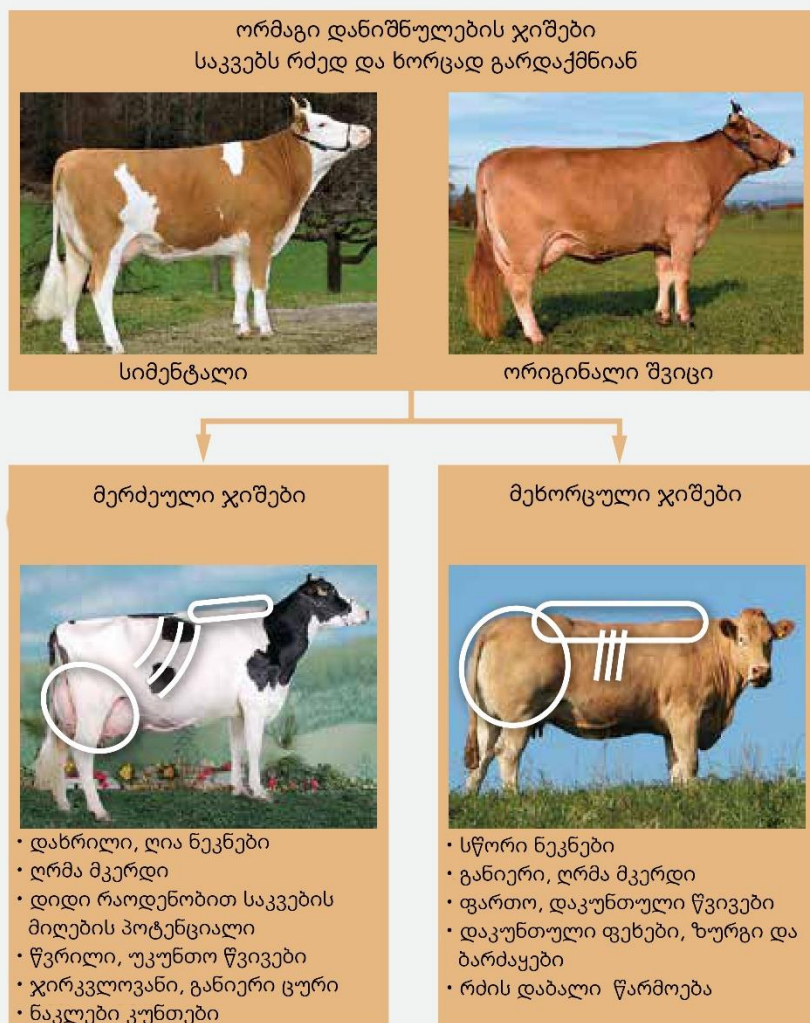 ორმაგი დანიშნულების ჯიშები
საკვებს რძედ და ხორცად გარდაქმნიან
სიმენტალი
ორიგინალი შვიცი
მერძეული ჯიშები
• დახრილი, ღია ნეკნები
• ღრმა მკერდი
• დიდი რაოდენობით საკვების
მიღების პოტენციალი
• წვრილი, უკუნთო წვივები
• ჯირკვლოვანი, განიერი ცური
• ნაკლები კუნთები
მეხორცული ჯიშები
• სწორი ნეკნები
• განიერი, ღრმა მკერდი
• ფართო, დაკუნთული წვივები
• დაკუნთული ფეხები, ზურგი და
ბარძაყები
• რძის დაბალი წარმოება